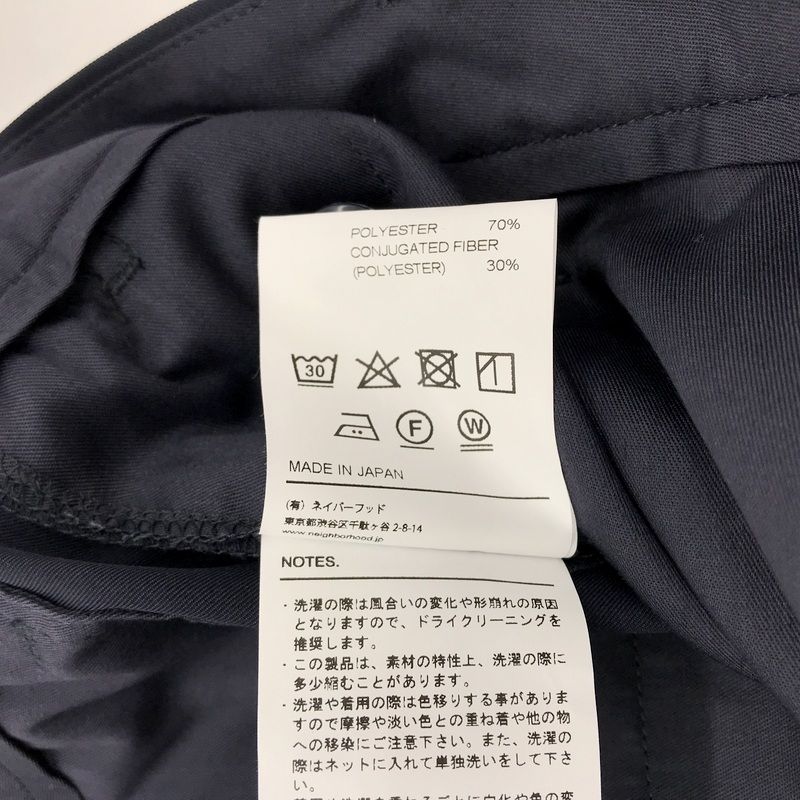 POLYESTER 70%
CONJUGATED FIBER
(POLYESTER) 30%
30
F W
MADE IN JAPAN
(有) ネイバーフッド
東京都渋谷区千駄ヶ谷 2-8-14
www.neighborhood.jp
NOTES.
・洗濯の際は風合いの変化や形崩れの原因
となりますので、ドライクリーニングを
推奨します。
・この製品は、素材の特性上、洗濯の際に
多少縮むことがあります。
・洗濯や着用の際は色移りする事がありま
すので摩擦や淡い色との重ね着や他の物
への移染にご注意下さい。また、洗濯の
際はネットに入れて単独洗いをして下さ
い。